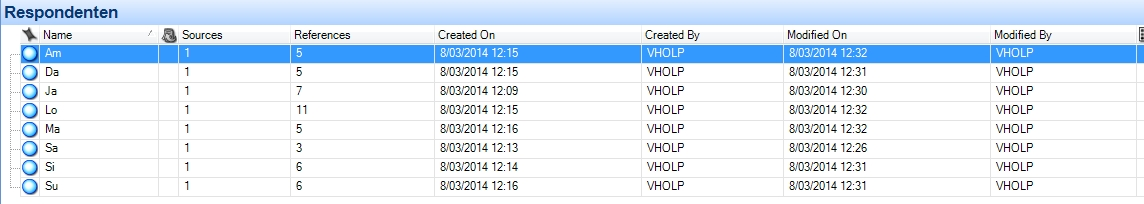 Respondenten
Name Sources References Created On Created By Modified On Modified By
Am 1 5 8/03/2014 12:15 VHOLP 8/03/2014 12:32 VHOLP
Da 1 5 8/03/2014 12:15 VHOLP 8/03/2014 12:31 VHOLP
Ja 1 7 8/03/2014 12:09 VHOLP 8/03/2014 12:30 VHOLP
Lo 1 11 8/03/2014 12:15 VHOLP 8/03/2014 12:32 VHOLP
Ma 1 5 8/03/2014 12:16 VHOLP 8/03/2014 12:32 VHOLP
Sa 1 3 8/03/2014 12:13 VHOLP 8/03/2014 12:26 VHOLP
Si 1 6 8/03/2014 12:14 VHOLP 8/03/2014 12:31 VHOLP
Su 1 6 8/03/2014 12:16 VHOLP 8/03/2014 12:31 VHOLP